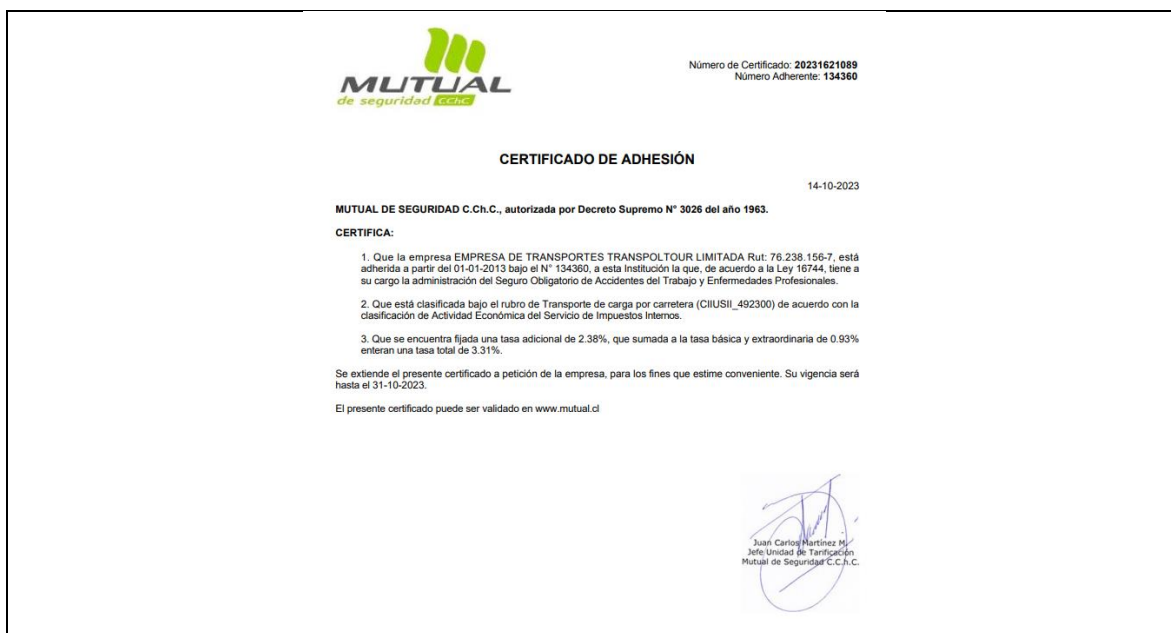 MUTUAL
de seguridad CChC
Número de Certificado: 20231621089
Número Adherente: 134360
CERTIFICADO DE ADHESIÓN
14-10-2023
MUTUAL DE SEGURIDAD C.Ch.C., autorizada por Decreto Supremo N° 3026 del año 1963.
CERTIFICA:
1. Que la empresa EMPRESA DE TRANSPORTES TRANSPOLTOUR LIMITADA Rut: 76.238.156-7, está
adherida a partir del 01-01-2013 bajo el N° 134360, a esta Institución la que, de acuerdo a la Ley 16744, tiene a
su cargo la administración del Seguro Obligatorio de Accidentes del Trabajo y Enfermedades Profesionales.
2. Que está clasificada bajo el rubro de Transporte de carga por carretera (CIIUSII_492300) de acuerdo con la
clasificación de Actividad Económica del Servicio de Impuestos Internos.
3. Que se encuentra fijada una tasa adicional de 2.38%, que sumada a la tasa básica y extraordinaria de 0.93%
enteran una tasa total de 3.31%.
Se extiende el presente certificado a petición de la empresa, para los fines que estime conveniente. Su vigencia será
hasta el 31-10-2023.
El presente certificado puede ser validado en www.mutual.cl
Juan Carlos Martínez M.
Jefe Unidad de Tarificación
Mutual de Seguridad C.C.h.C.